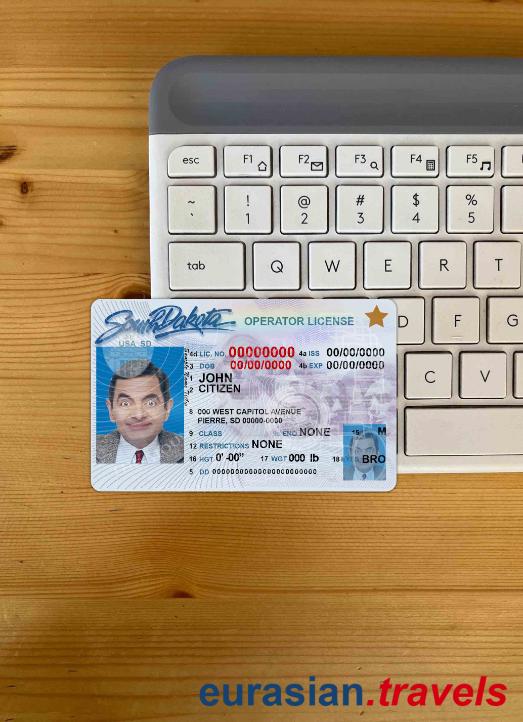 esc F1 F2 F3 F4 F5
~ ! @ # $ %
` 1 2 3 4 5
tab Q W E R T
D F G
C V
South Dakota OPERATOR LICENSE
USA SD
4d LIC. NO. 00000000 4a ISS 00/00/0000
3 DOB 00/00/0000 4b EXP 00/00/0000
1 JOHN
2 CITIZEN
8 000 WEST CAPITOL AVENUE
PIERRE, SD 00000-0000
9 CLASS END NONE 15 M
12 RESTRICTIONS NONE
16 HGT 0'-00" 17 WGT 000 lb 18 EYES BRO
5 DD 0000000000000000000000
eurasian.travels